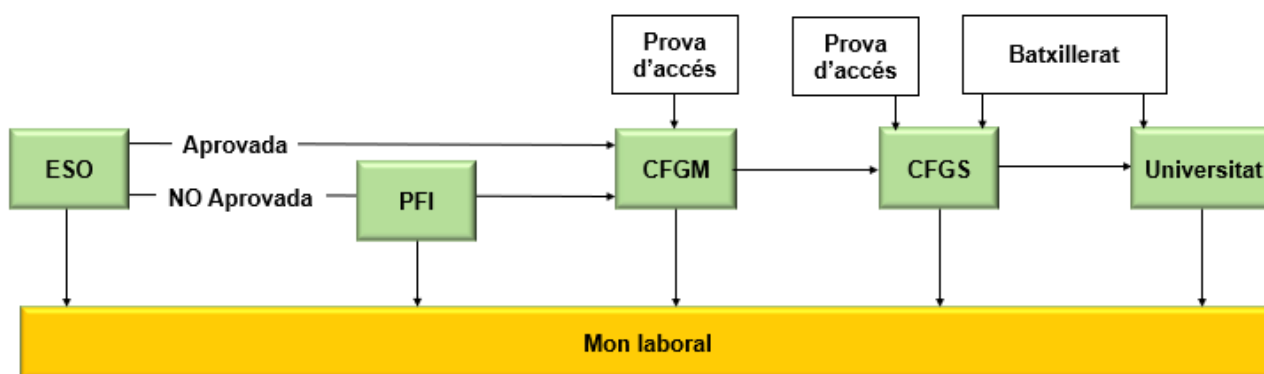 Prova
d'accés
Prova
d'accés
Batxillerat
ESO
Aprovada
NO Aprovada
PFI
CFGM
CFGS
Universitat
Mon laboral